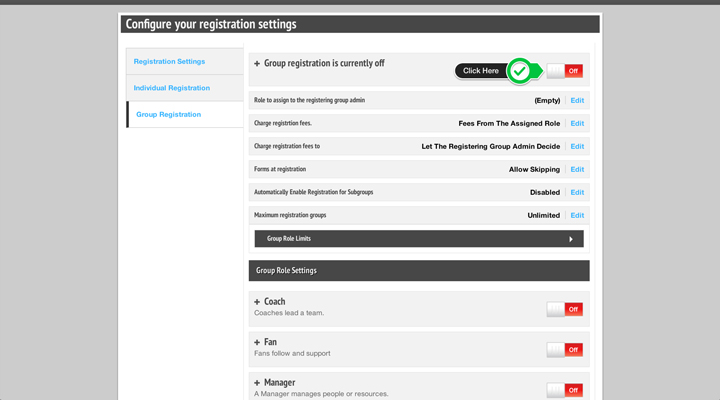 Configure your registration settings
Registration Settings
Individual Registration
Group Registration
+ Group registration is currently off
Click Here
Off
Role to assign to the registering group admin (Empty) Edit
Charge registrtion fees. Fees From The Assigned Role Edit
Charge registration fees to Let The Registering Group Admin Decide Edit
Forms at registration Allow Skipping Edit
Automatically Enable Registration for Subgroups Disabled Edit
Maximum registration groups Unlimited Edit
Group Role Limits
Group Role Settings
+ Coach
Coaches lead a team.
Off
+ Fan
Fans follow and support
Off
+ Manager
A Manager manages people or resources.
Off